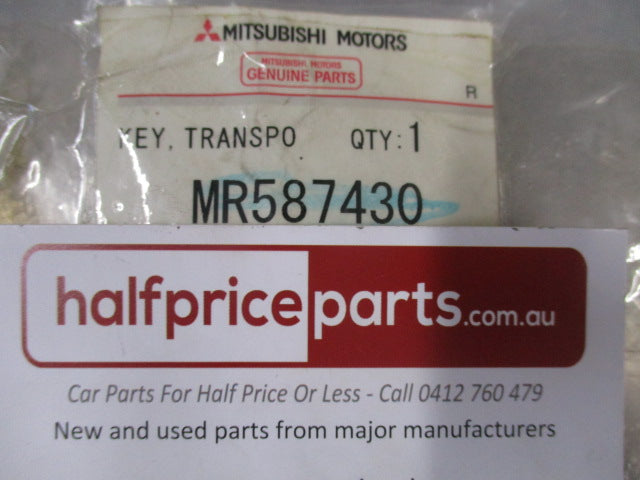 MITSUBISHI MOTORS
MITSUBISHI MOTORS
GENUINE PARTS
R
KEY, TRANSPO QTY:1
MR587430
halfpriceparts.com.au
Car Parts For Half Price Or Less - Call 0412 760 479
New and used parts from major manufacturers